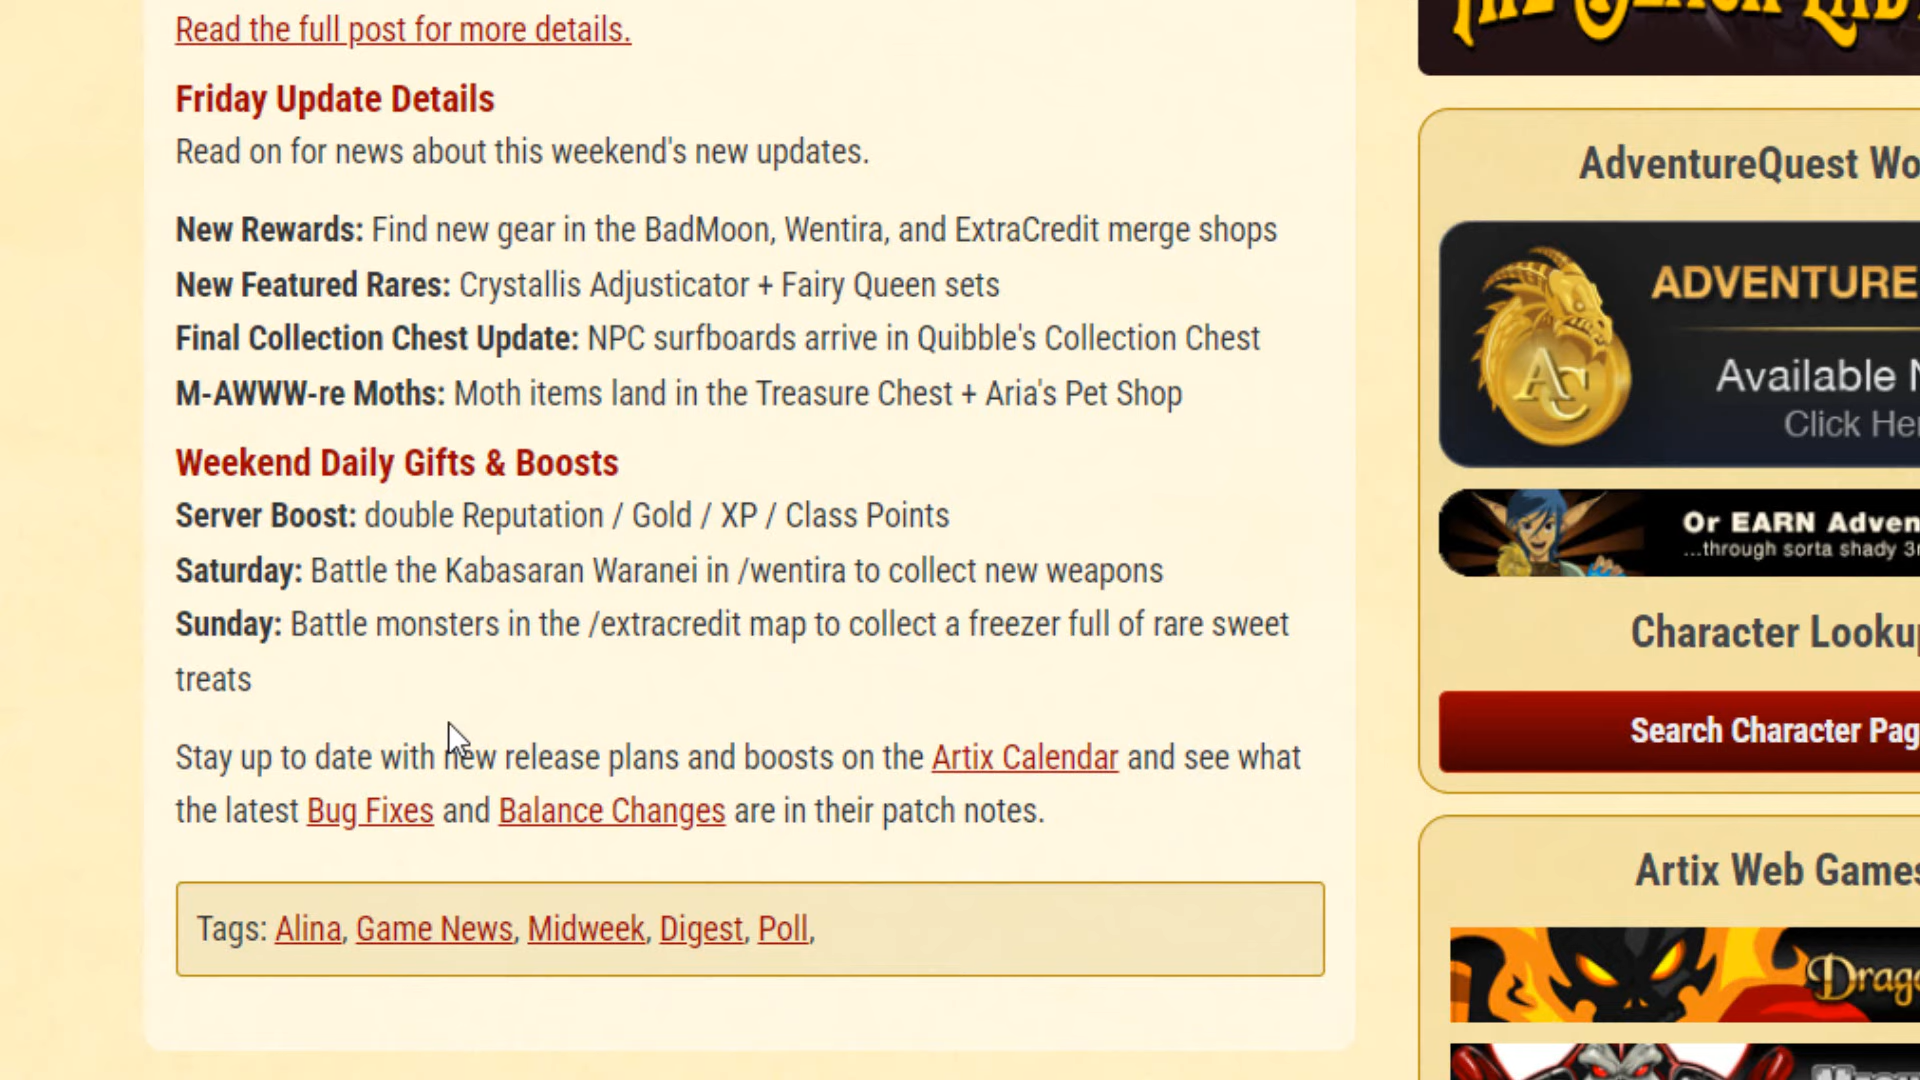 Read the full post for more details.
Friday Update Details
Read on for news about this weekend's new updates.
New Rewards: Find new gear in the BadMoon, Wentira, and ExtraCredit merge shops
New Featured Rares: Crystallis Adjusticator + Fairy Queen sets
Final Collection Chest Update: NPC surfboards arrive in Quibble's Collection Chest
M-AWWW-re Moths: Moth items land in the Treasure Chest + Aria's Pet Shop
Weekend Daily Gifts & Boosts
Server Boost: double Reputation / Gold / XP / Class Points
Saturday: Battle the Kabasaran Waranei in /wentira to collect new weapons
Sunday: Battle monsters in the /extracredit map to collect a freezer full of rare sweet
treats
Stay up to date with new release plans and boosts on the Artix Calendar and see what
the latest Bug Fixes and Balance Changes are in their patch notes.
Tags: Alina, Game News, Midweek, Digest, Poll,
AdventureQuest Wo
AC
ADVENTURE
Available N
Click He
Or EARN Adven
...through sorta shady 3r
Character Looku
Search Character Pag
Artix Web Games
Drag